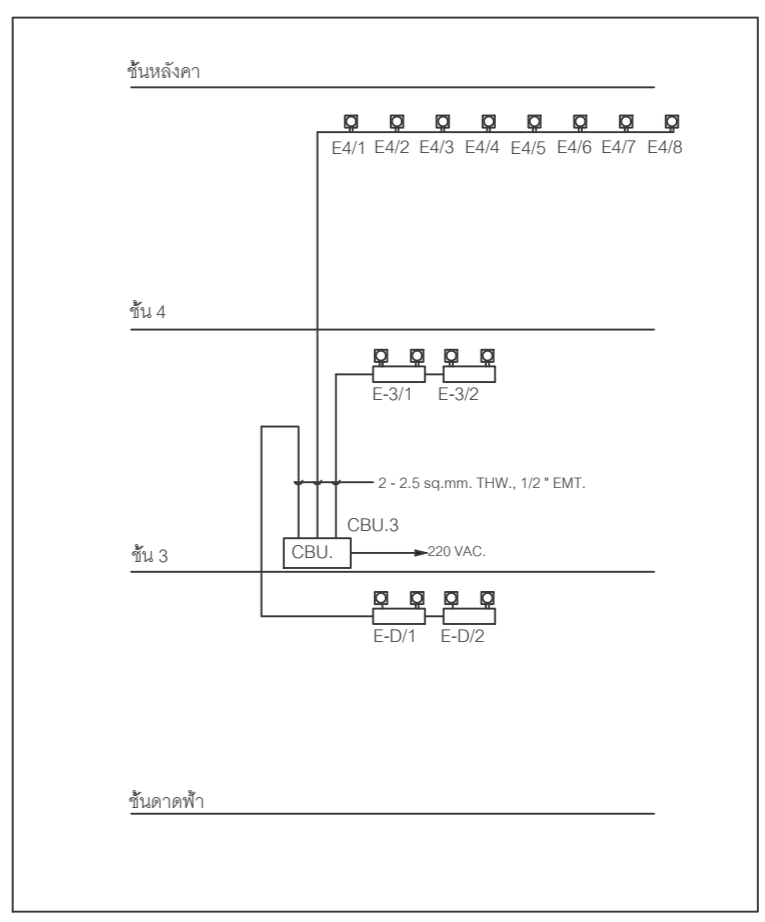 ชั้นหลังคา
E4/1 E4/2 E4/3 E4/4 E4/5 E4/6 E4/7 E4/8
ชั้น 4
E-3/1 E-3/2
2 - 2.5 sq.mm. THW., 1/2 " EMT.
CBU.3
CBU. 220 VAC.
ชั้น 3
E-D/1 E-D/2
ชั้นดาดฟ้า